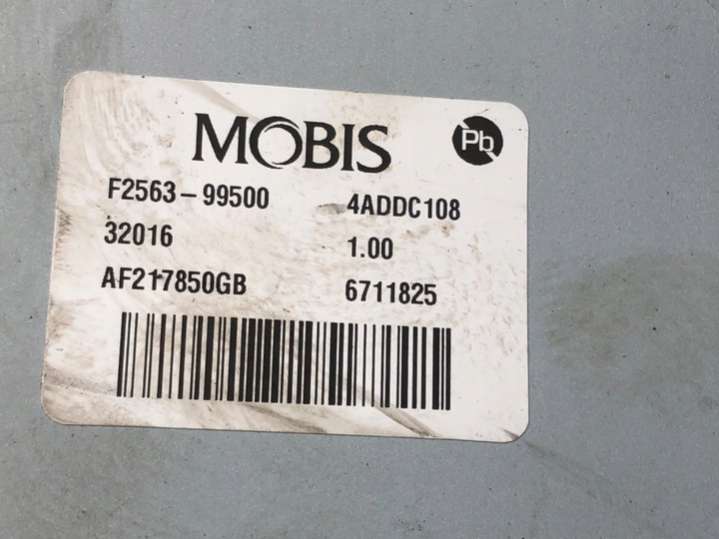 MOBIS
Pb
F2563-99500 4ADDC108
32016 1.00
AF217850GB 6711825